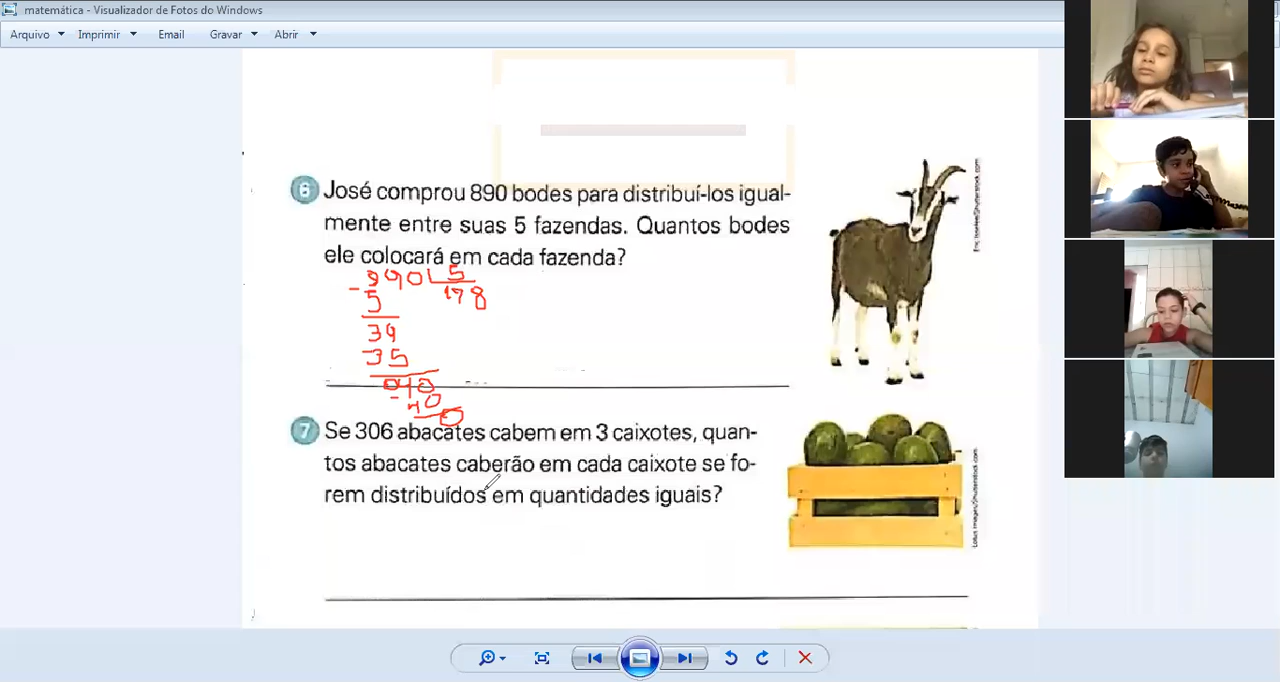 matemática - Visualizador de Fotos do Windows
Arquivo Imprimir Email Gravar Abrir
6 José comprou 890 bodes para distribuí-los igual-
mente entre suas 5 fazendas. Quantos bodes
ele colocará em cada fazenda?
890 5
- 5 178
39
- 35
040
- 40
0
7 Se 306 abacates cabem em 3 caixotes, quan-
tos abacates caberão em cada caixote se fo-
rem distribuídos em quantidades iguais?